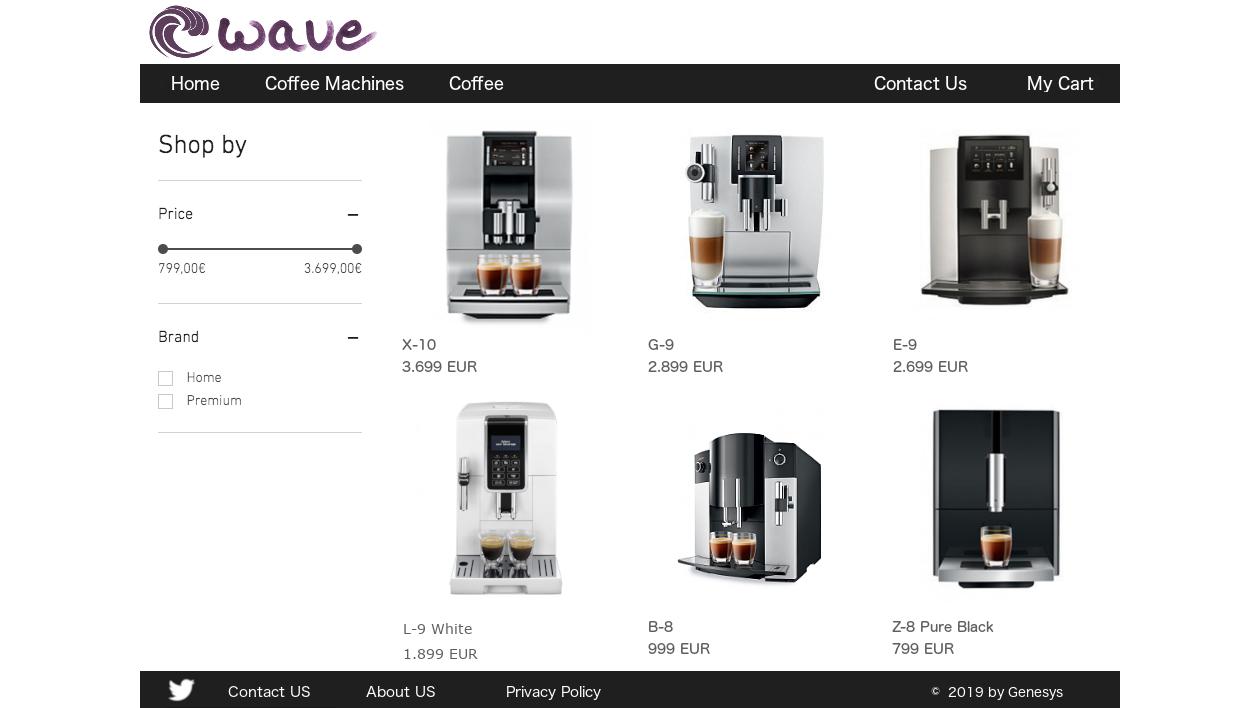 wave
Home Coffee Machines Coffee Contact Us My Cart
Shop by
Price
799,00€ 3.699,00€
Brand
Home
Premium
X-10
3.699 EUR
G-9
2.899 EUR
E-9
2.699 EUR
L-9 White
1.899 EUR
B-8
999 EUR
Z-8 Pure Black
799 EUR
Contact US About US Privacy Policy © 2019 by Genesys